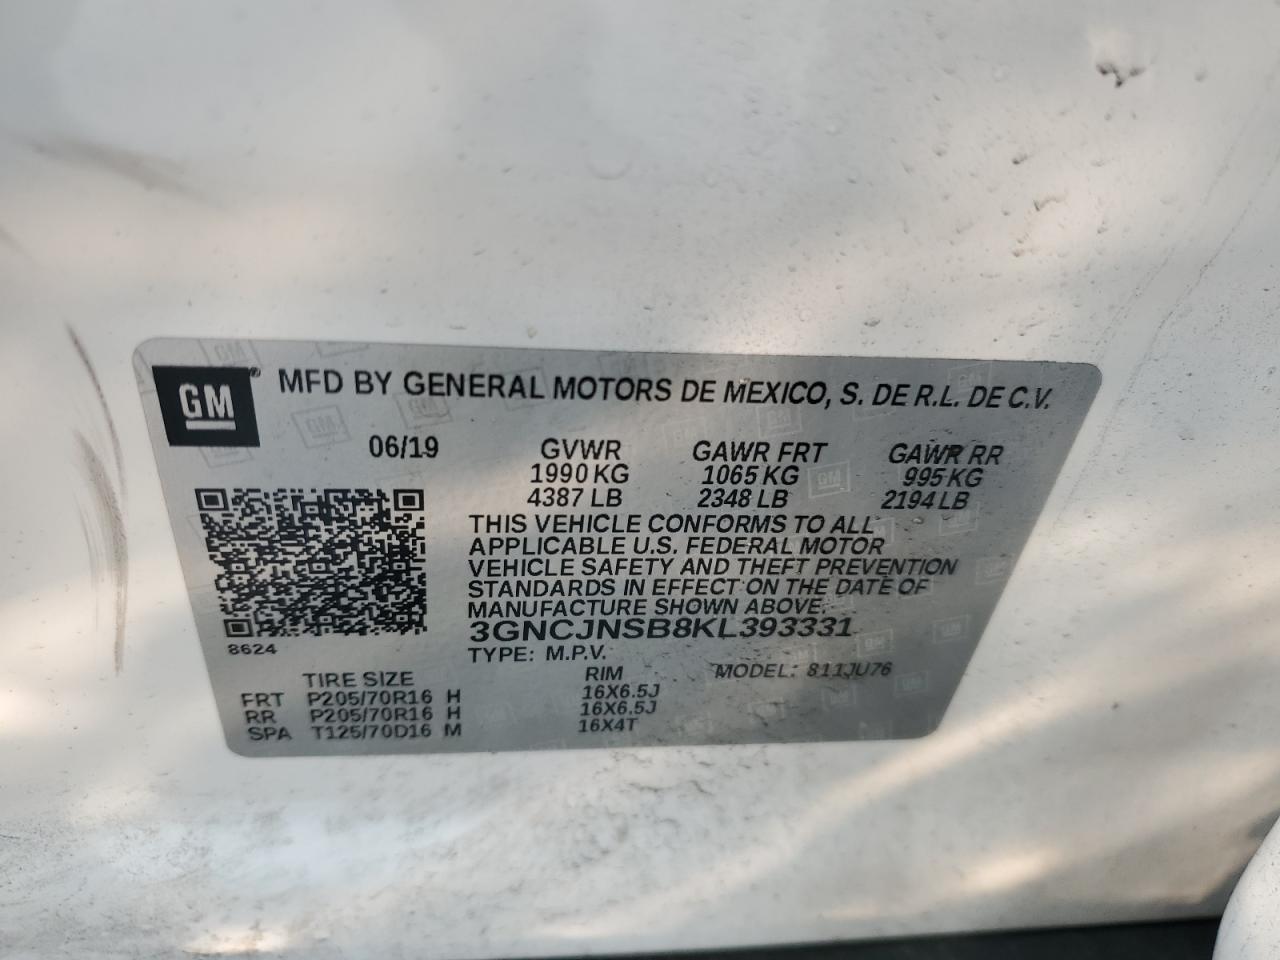 GM ® MFD BY GENERAL MOTORS DE MEXICO, S. DE R.L. DE C.V.
06/19 GVWR GAWR FRT GAWR RR
1990 KG 1065 KG 995 KG
4387 LB 2348 LB 2194 LB
THIS VEHICLE CONFORMS TO ALL
APPLICABLE U.S. FEDERAL MOTOR
VEHICLE SAFETY AND THEFT PREVENTION
STANDARDS IN EFFECT ON THE DATE OF
MANUFACTURE SHOWN ABOVE.
3GNCJNSB8KL393331
8624
TYPE: M.P.V.
TIRE SIZE RIM MODEL: 811JU76
FRT P205/70R16 H 16X6.5J
RR P205/70R16 H 16X6.5J
SPA T125/70D16 M 16X4T